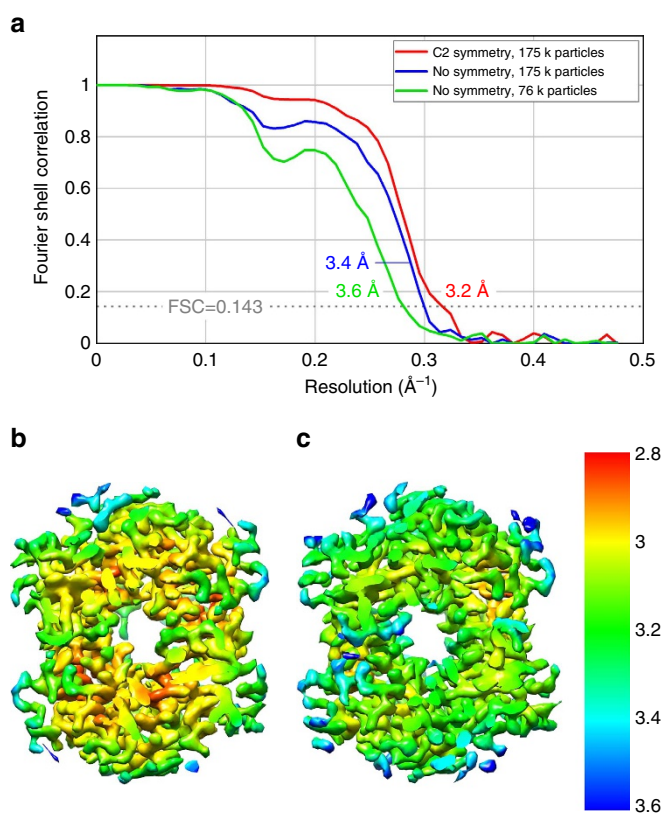 a
C2 symmetry, 175 k particles
No symmetry, 175 k particles
No symmetry, 76 k particles
1
0.8
0.6
0.4
0.2
0
Fourier shell correlation
3.4 Å
3.6 Å
3.2 Å
FSC=0.143
0 0.1 0.2 0.3 0.4 0.5
Resolution (Å⁻¹)
b
c
2.8
3
3.2
3.4
3.6